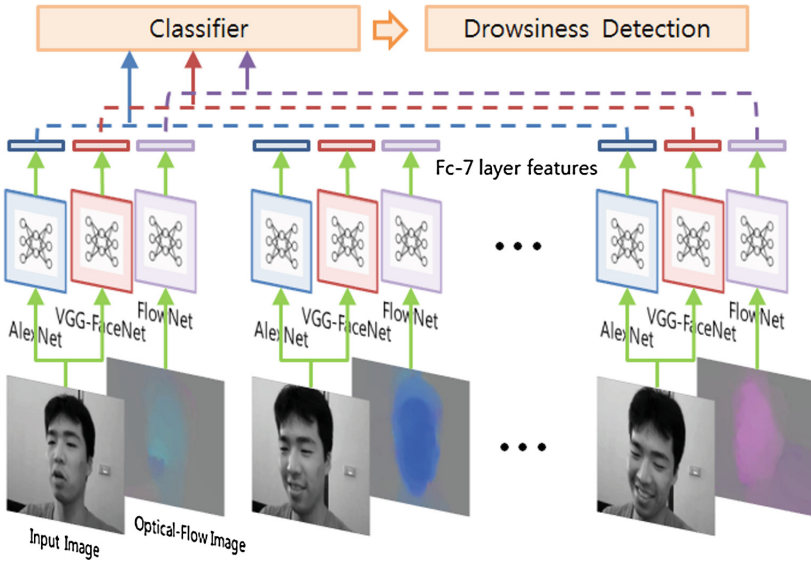 Classifier
Drowsiness Detection
Fc-7 layer features
AlexNet
VGG-FaceNet
FlowNet
AlexNet
VGG-FaceNet
FlowNet
AlexNet
VGG-FaceNet
FlowNet
Input Image
Optical-Flow Image